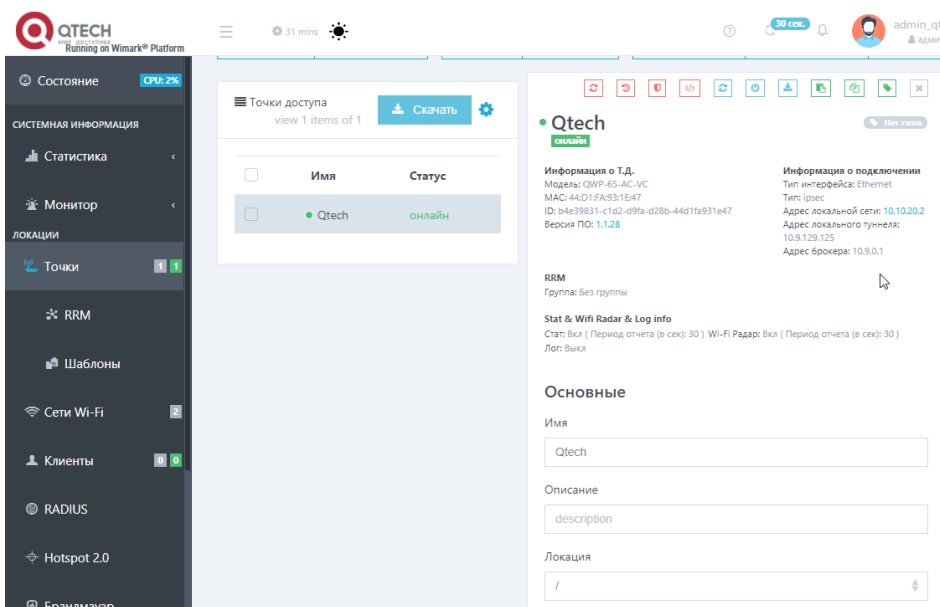 QTECH
МИР ДОСТУПНЕЕ
Running on Wimark® Platform
31 mins
30 сек.
admin_qt
Состояние
CPU: 2%
СИСТЕМНАЯ ИНФОРМАЦИЯ
Статистика
Монитор
ЛОКАЦИИ
Точки
1 1
RRM
Шаблоны
Сети Wi-Fi
2
Клиенты
0 0
RADIUS
Hotspot 2.0
Брандмауэр
Точки доступа
view 1 items of 1
Скачать
Имя Статус
Qtech онлайн
Qtech
онлайн
Нет тэгов
Информация о Т.Д.
Модель: QWP-65-AC-VC
MAC: 44:D1:FA:93:1E:47
ID: b4e39831-c1d2-d9fa-d28b-44d1fa931e47
Версия ПО: 1.1.28
Информация о подключении
Тип интерфейса: Ethernet
Тип: ipsec
Адрес локальной сети: 10.10.20.2
Адрес локального туннеля:
10.9.129.125
Адрес брокера: 10.9.0.1
RRM
Группа: Без группы
Stat & Wifi Radar & Log info
Стат: Вкл ( Период отчета (в сек): 30 ) Wi-Fi Радар: Вкл ( Период отчета (в сек): 30 )
Лог: Выкл
Основные
Имя
Qtech
Описание
description
Локация
/